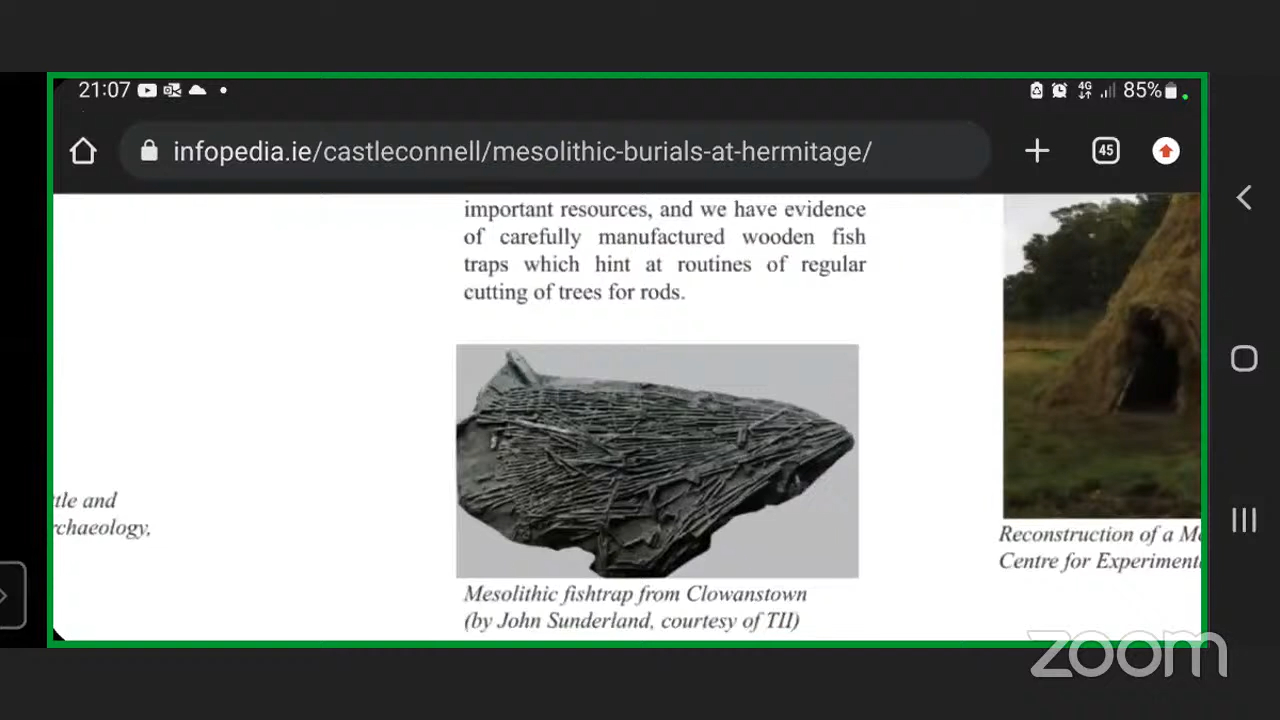 21:07
4G
85%
infopedia.ie/castleconnell/mesolithic-burials-at-hermitage/
45
important resources, and we have evidence
of carefully manufactured wooden fish
traps which hint at routines of regular
cutting of trees for rods.
tle and
rchaeology,
Mesolithic fishtrap from Clowanstown
(by John Sunderland, courtesy of TII)
Reconstruction of a M
Centre for Experiment
zoom